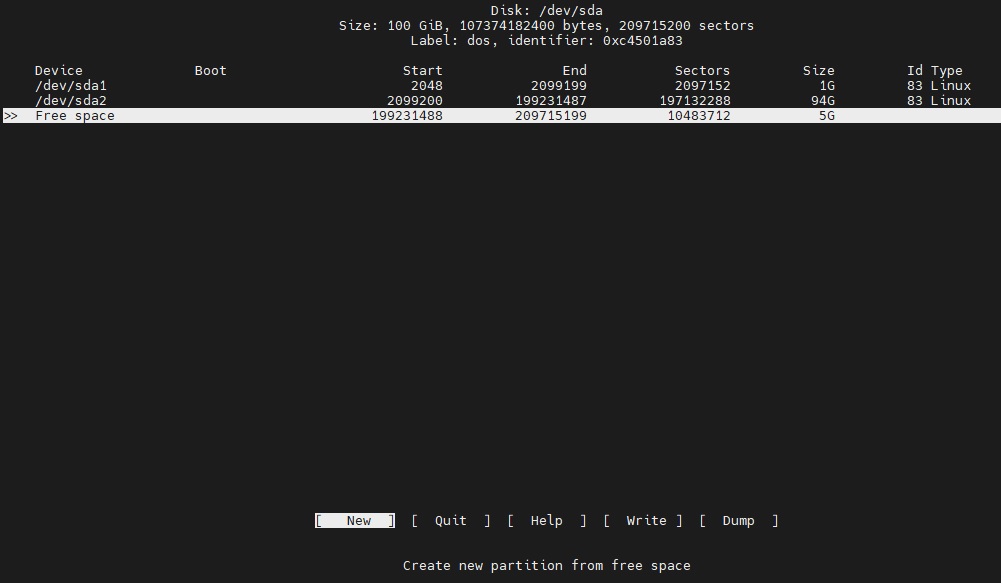 Disk: /dev/sda
Size: 100 GiB, 107374182400 bytes, 209715200 sectors
Label: dos, identifier: 0xc4501a83
Device Boot Start End Sectors Size Id Type
/dev/sda1 2048 2099199 2097152 1G 83 Linux
/dev/sda2 2099200 199231487 197132288 94G 83 Linux
>> Free space 199231488 209715199 10483712 5G
[ New ] [ Quit ] [ Help ] [ Write ] [ Dump ]
Create new partition from free space